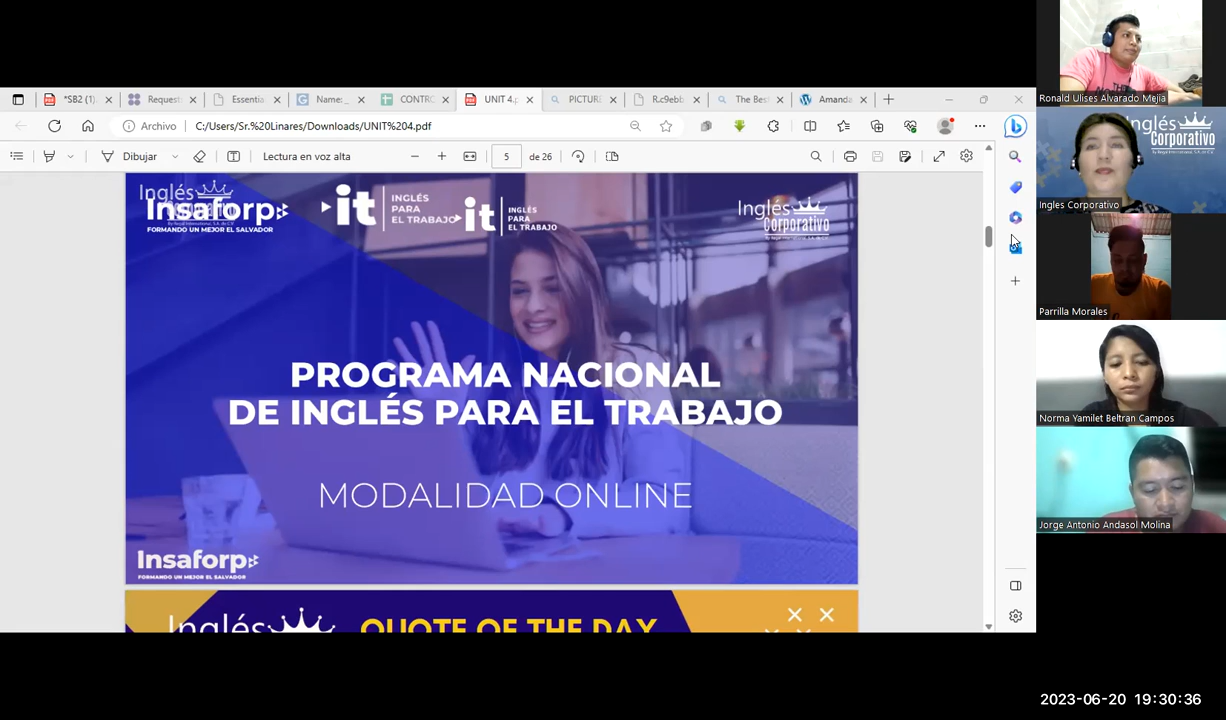 *SB2 (1)
Request
Essentia
Name: _
CONTRC
UNIT 4.p
PICTURE
R.c9ebb
The Bes
Amanda
Archivo
C:/Users/Sr.%20Linares/Downloads/UNIT%204.pdf
Dibujar
Lectura en voz alta
5
de 26
Inglés
Insaforp
FORMANDO UN MEJOR EL SALVADOR
it
INGLÉS
PARA
EL TRABAJO
it
INGLÉS
PARA
EL TRABAJO
Inglés
Corporativo
PROGRAMA NACIONAL
DE INGLÉS PARA EL TRABAJO
MODALIDAD ONLINE
Insaforp
FORMANDO UN MEJOR EL SALVADOR
Inglés
QUOTE OF THE DAY
Ronald Ulises Alvarado Mejia
Inglés
Corporativo
Ingles Corporativo
Parrilla Morales
Norma Yamilet Beltran Campos
Jorge Antonio Andasol Molina
2023-06-20 19:30:36